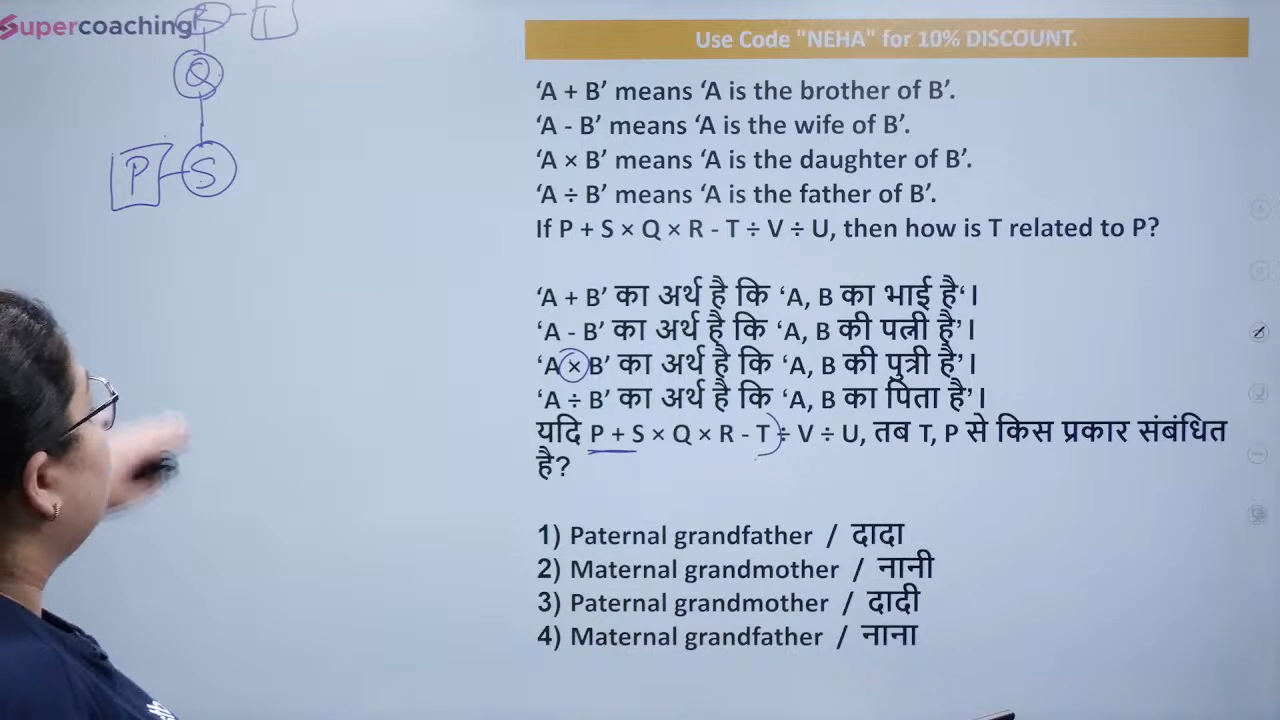 Supercoaching
R T
Q
P S
Use Code "NEHA" for 10% DISCOUNT.
‘A + B’ means ‘A is the brother of B’.
‘A - B’ means ‘A is the wife of B’.
‘A × B’ means ‘A is the daughter of B’.
‘A ÷ B’ means ‘A is the father of B’.
If P + S × Q × R - T ÷ V ÷ U, then how is T related to P?
‘A + B’ का अर्थ है कि ‘A, B का भाई है‘।
‘A - B’ का अर्थ है कि ‘A, B की पत्नी है’।
‘A × B’ का अर्थ है कि ‘A, B की पुत्री है’।
‘A ÷ B’ का अर्थ है कि ‘A, B का पिता है’।
यदि P + S × Q × R - T ÷ V ÷ U, तब T, P से किस प्रकार संबंधित
है?
1) Paternal grandfather / दादा
2) Maternal grandmother / नानी
3) Paternal grandmother / दादी
4) Maternal grandfather / नाना